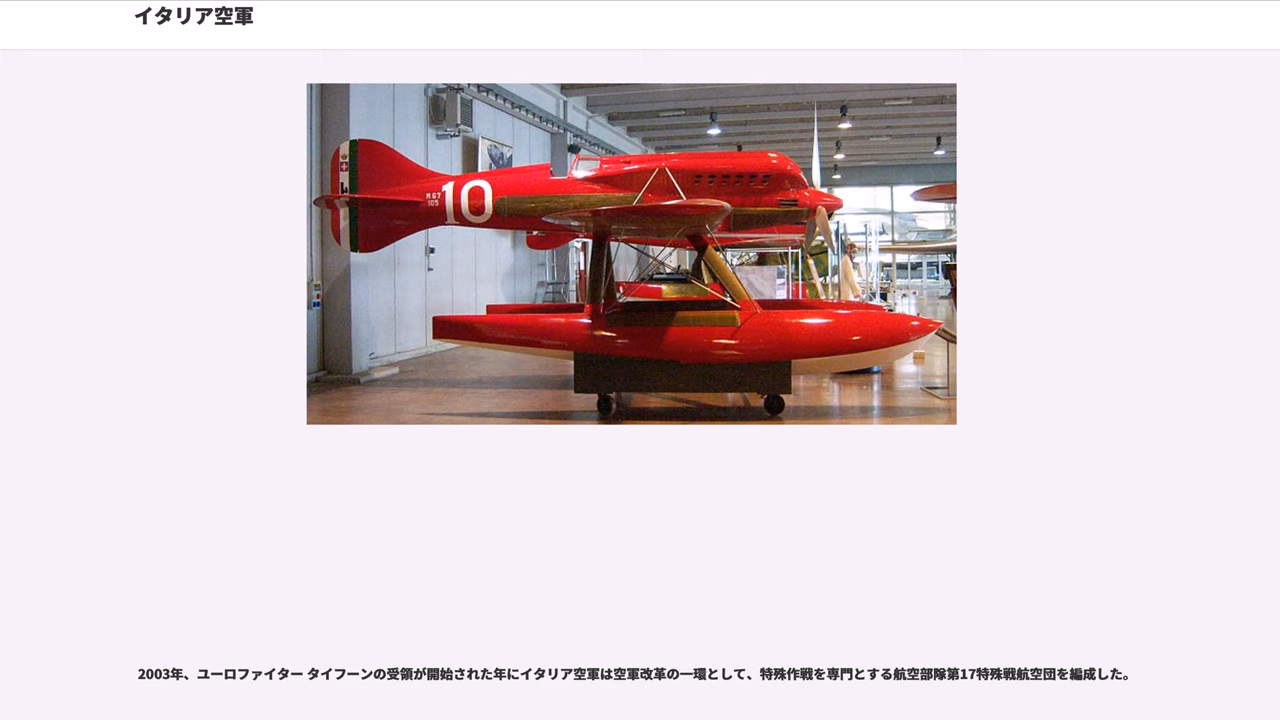 イタリア空軍
M.67
105
10
2003年、ユーロファイター タイフーンの受領が開始された年にイタリア空軍は空軍改革の一環として、特殊作戦を専門とする航空部隊第17特殊戦航空団を編成した。